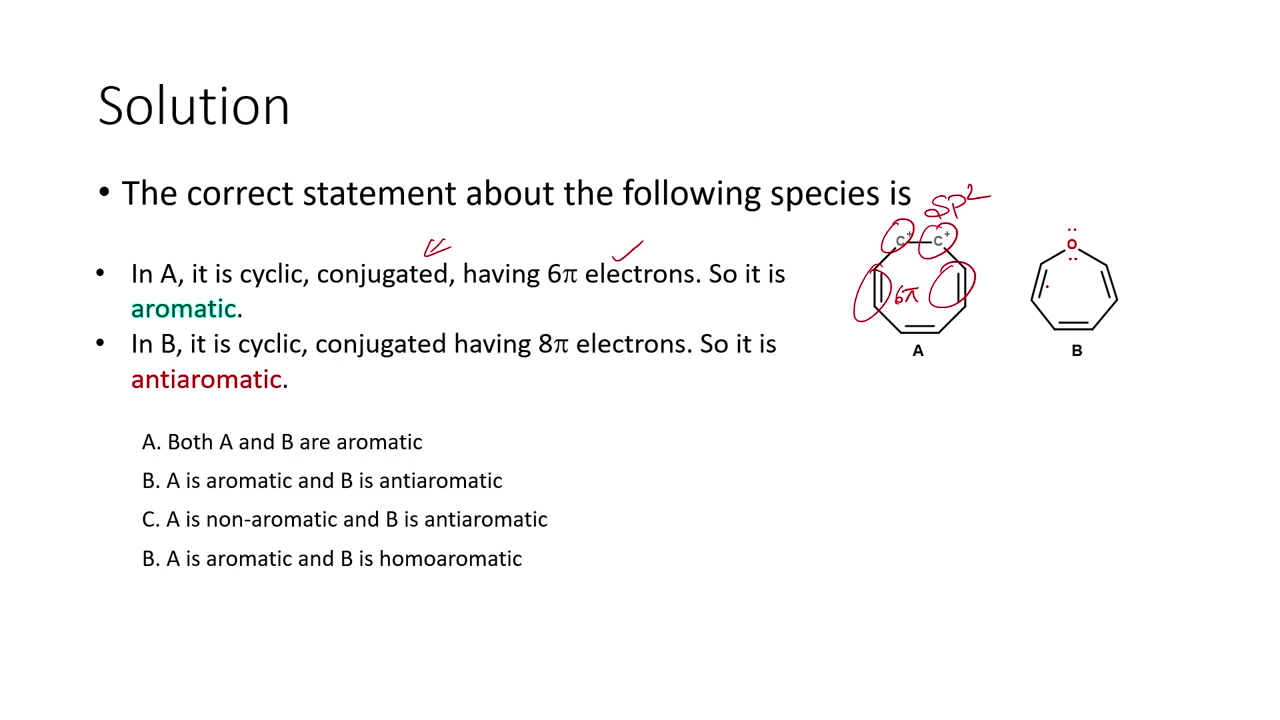 Solution
• The correct statement about the following species is
SP²
• In A, it is cyclic, conjugated, having 6π electrons. So it is
aromatic.
• In B, it is cyclic, conjugated having 8π electrons. So it is
antiaromatic.
C⁺ C⁺
6π
A
O
B
A. Both A and B are aromatic
B. A is aromatic and B is antiaromatic
C. A is non-aromatic and B is antiaromatic
B. A is aromatic and B is homoaromatic